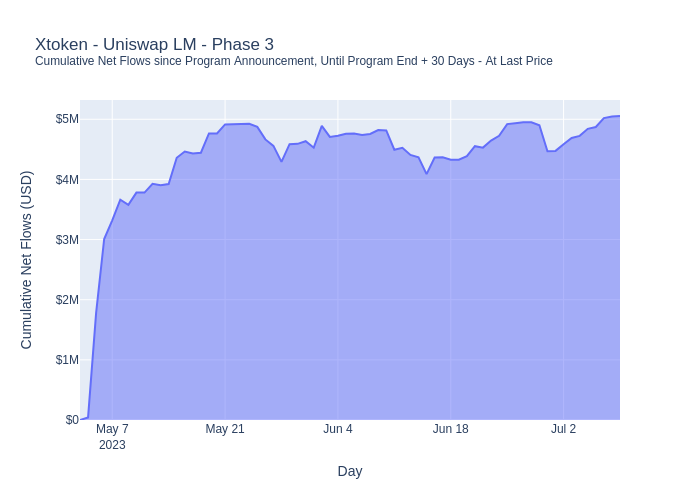 Xtoken - Uniswap LM - Phase 3
Cumulative Net Flows since Program Announcement, Until Program End + 30 Days - At Last Price
Cumulative Net Flows (USD)
$5M
$4M
$3M
$2M
$1M
$0
May 7
2023
May 21
Jun 4
Jun 18
Jul 2
Day